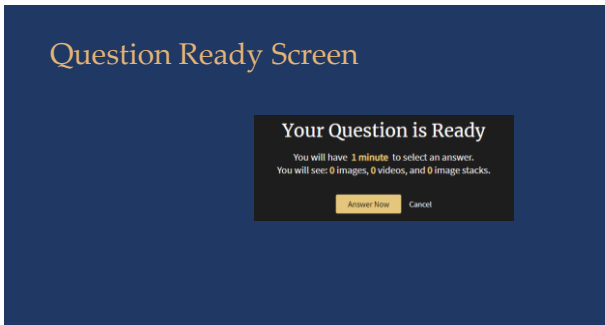 Question Ready Screen
Your Question is Ready
You will have 1 minute to select an answer.
You will see: 0 images, 0 videos, and 0 image stacks.
Answer Now Cancel